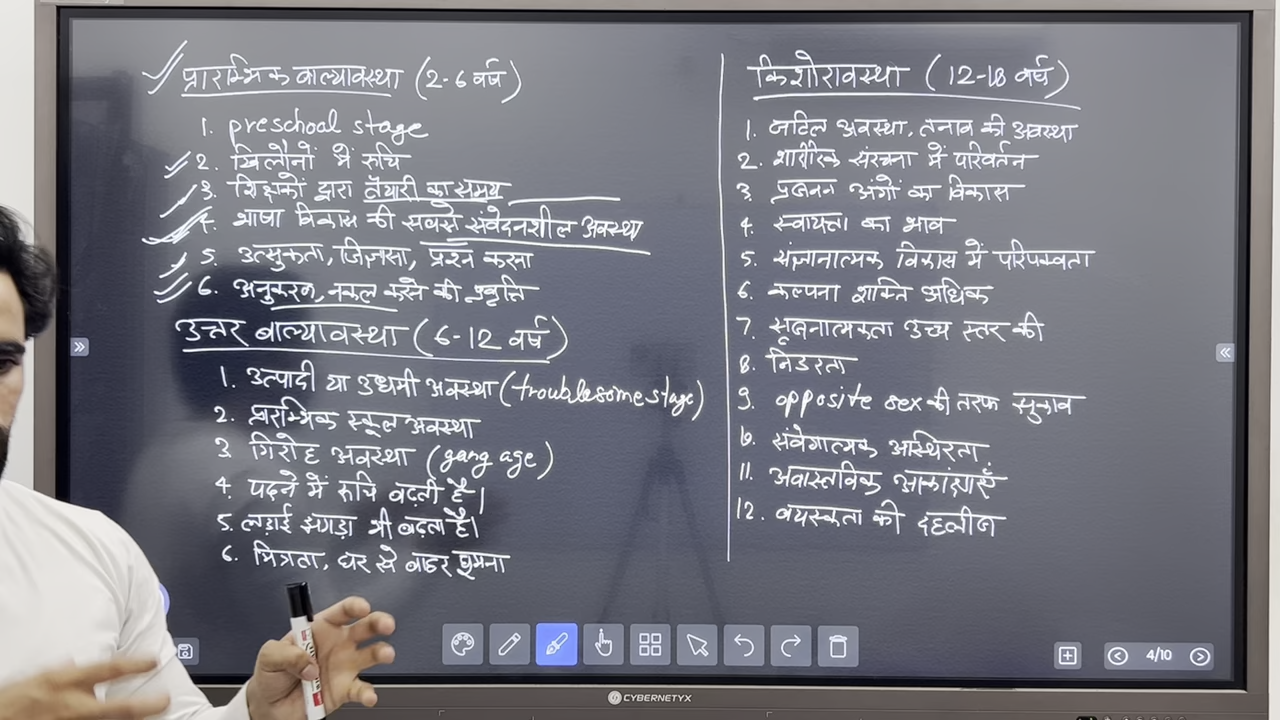 प्रारम्भिक बाल्यावस्था (2-6 वर्ष)
1. preschool stage
2. खिलौनों में रुचि
3. शिक्षकों द्वारा तैयारी का समय
4. भाषा विकास की सबसे संवेदनशील अवस्था
5. उत्सुकता, जिज्ञासा, प्रश्न करना
6. अनुकरण, नकल करने की प्रवृत्ति
उत्तर बाल्यावस्था (6-12 वर्ष)
1. उत्पादी या उधमी अवस्था (troublesome stage)
2. प्रारम्भिक स्कूल अवस्था
3 गिरोह अवस्था (gang age)
4. पढ़ने में रुचि बढ़ती है।
5. लड़ाई झगड़ा भी बढ़ता है।
6. मित्रता, घर से बाहर घूमना
किशोरावस्था (12-18 वर्ष)
1. जटिल अवस्था, तनाव की अवस्था
2. शारीरिक संरचना में परिवर्तन
3. प्रजनन अंगों का विकास
4. स्वायत्ता का भाव
5. संज्ञानात्मक विकास में परिपक्वता
6. कल्पना शक्ति अधिक
7. सृजनात्मकता उच्च स्तर की
8. निडरता
9. opposite sex की तरफ झुकाव
10. संवेगात्मक अस्थिरता
11. अवास्तविक आकांक्षाएँ
12. वयस्कता की दहलीज
4/10
CYBERNETYX